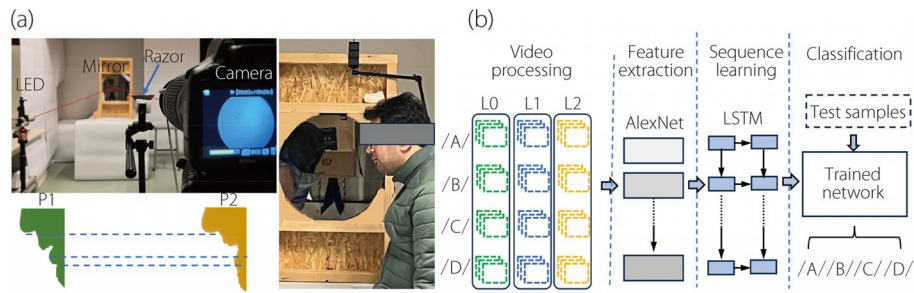 (a)
LED
Mirror
Razor
Camera
P1
P2
(b)
Video
processing
Feature
extraction
Sequence
learning
Classification
L0
L1
L2
/A/
/B/
/C/
/D/
AlexNet
LSTM
Test samples
Trained
network
/A//B//C//D/